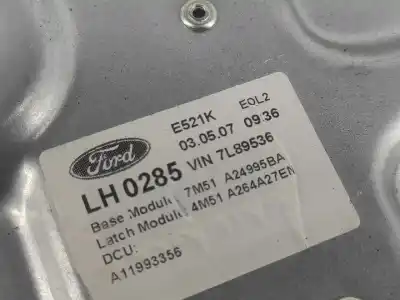 Ford
E521K EOL2
03.05.07 09:36
LH 0285 VIN 7L89536
Base Module 7M51 A24995BA
Latch Module 4M51 A264A27EN
DCU:
A11993356